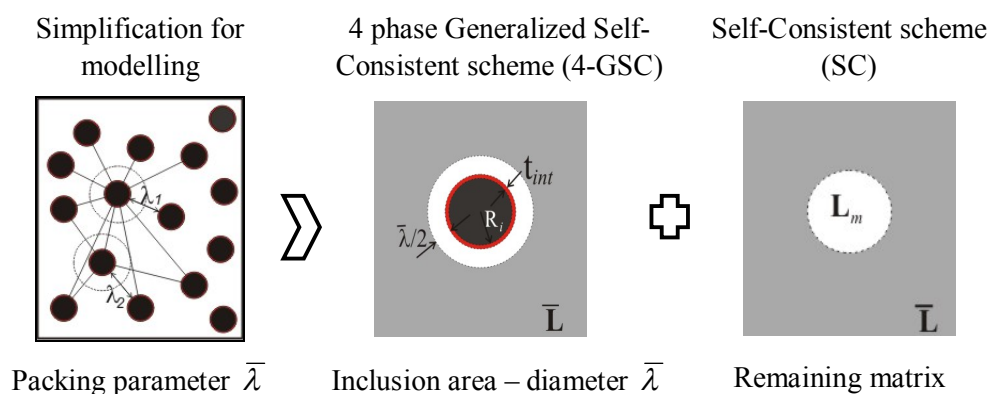 Simplification for
modelling
4 phase Generalized Self-
Consistent scheme (4-GSC)
Self-Consistent scheme
(SC)
λ₁
λ₂
t_int
R_i
λ̅/2
L̅
L_m
L̅
Packing parameter λ̅
Inclusion area – diameter λ̅
Remaining matrix